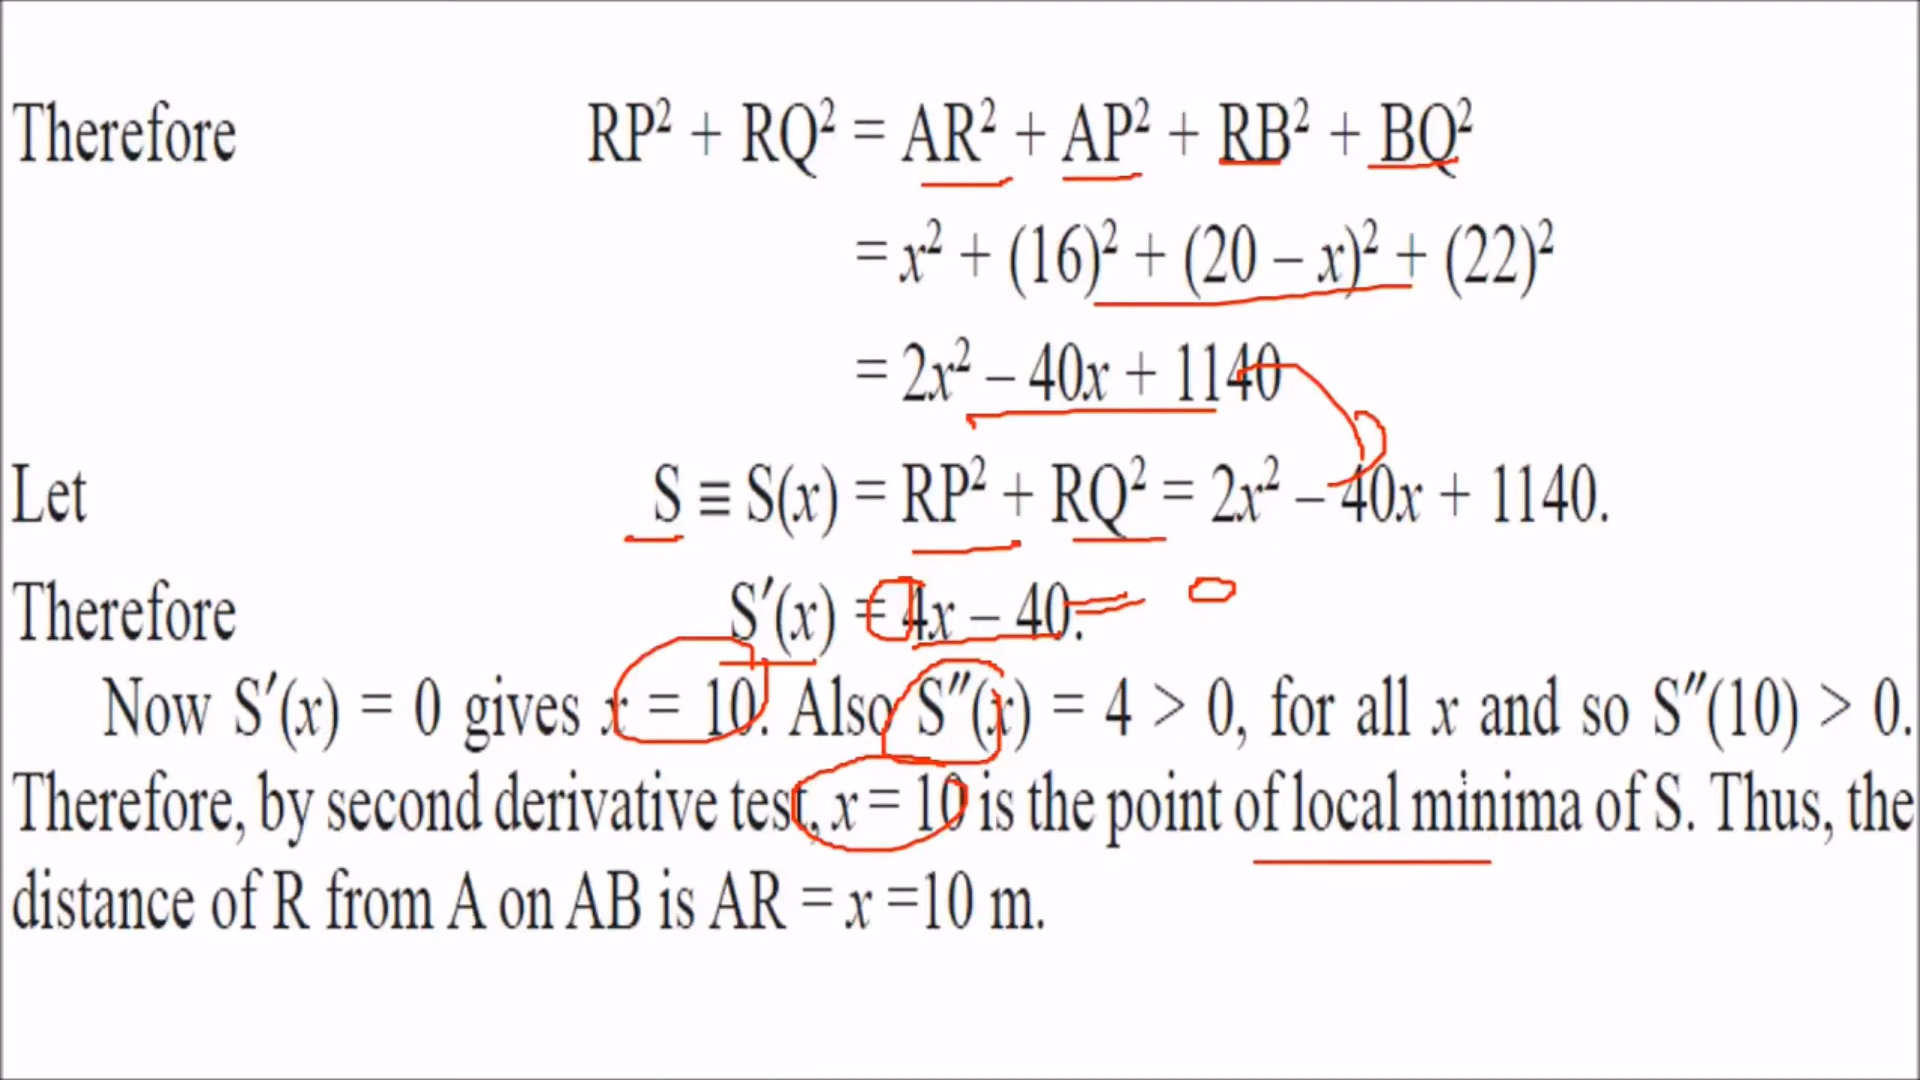 Therefore RP² + RQ² = AR² + AP² + RB² + BQ²
= x² + (16)² + (20 – x)² + (22)²
= 2x² – 40x + 1140
Let S ≡ S(x) = RP² + RQ² = 2x² – 40x + 1140.
Therefore S′(x) = 4x – 40. = 0
Now S′(x) = 0 gives x = 10. Also S″(x) = 4 > 0, for all x and so S″(10) > 0.
Therefore, by second derivative test, x = 10 is the point of local minima of S. Thus, the
distance of R from A on AB is AR = x =10 m.